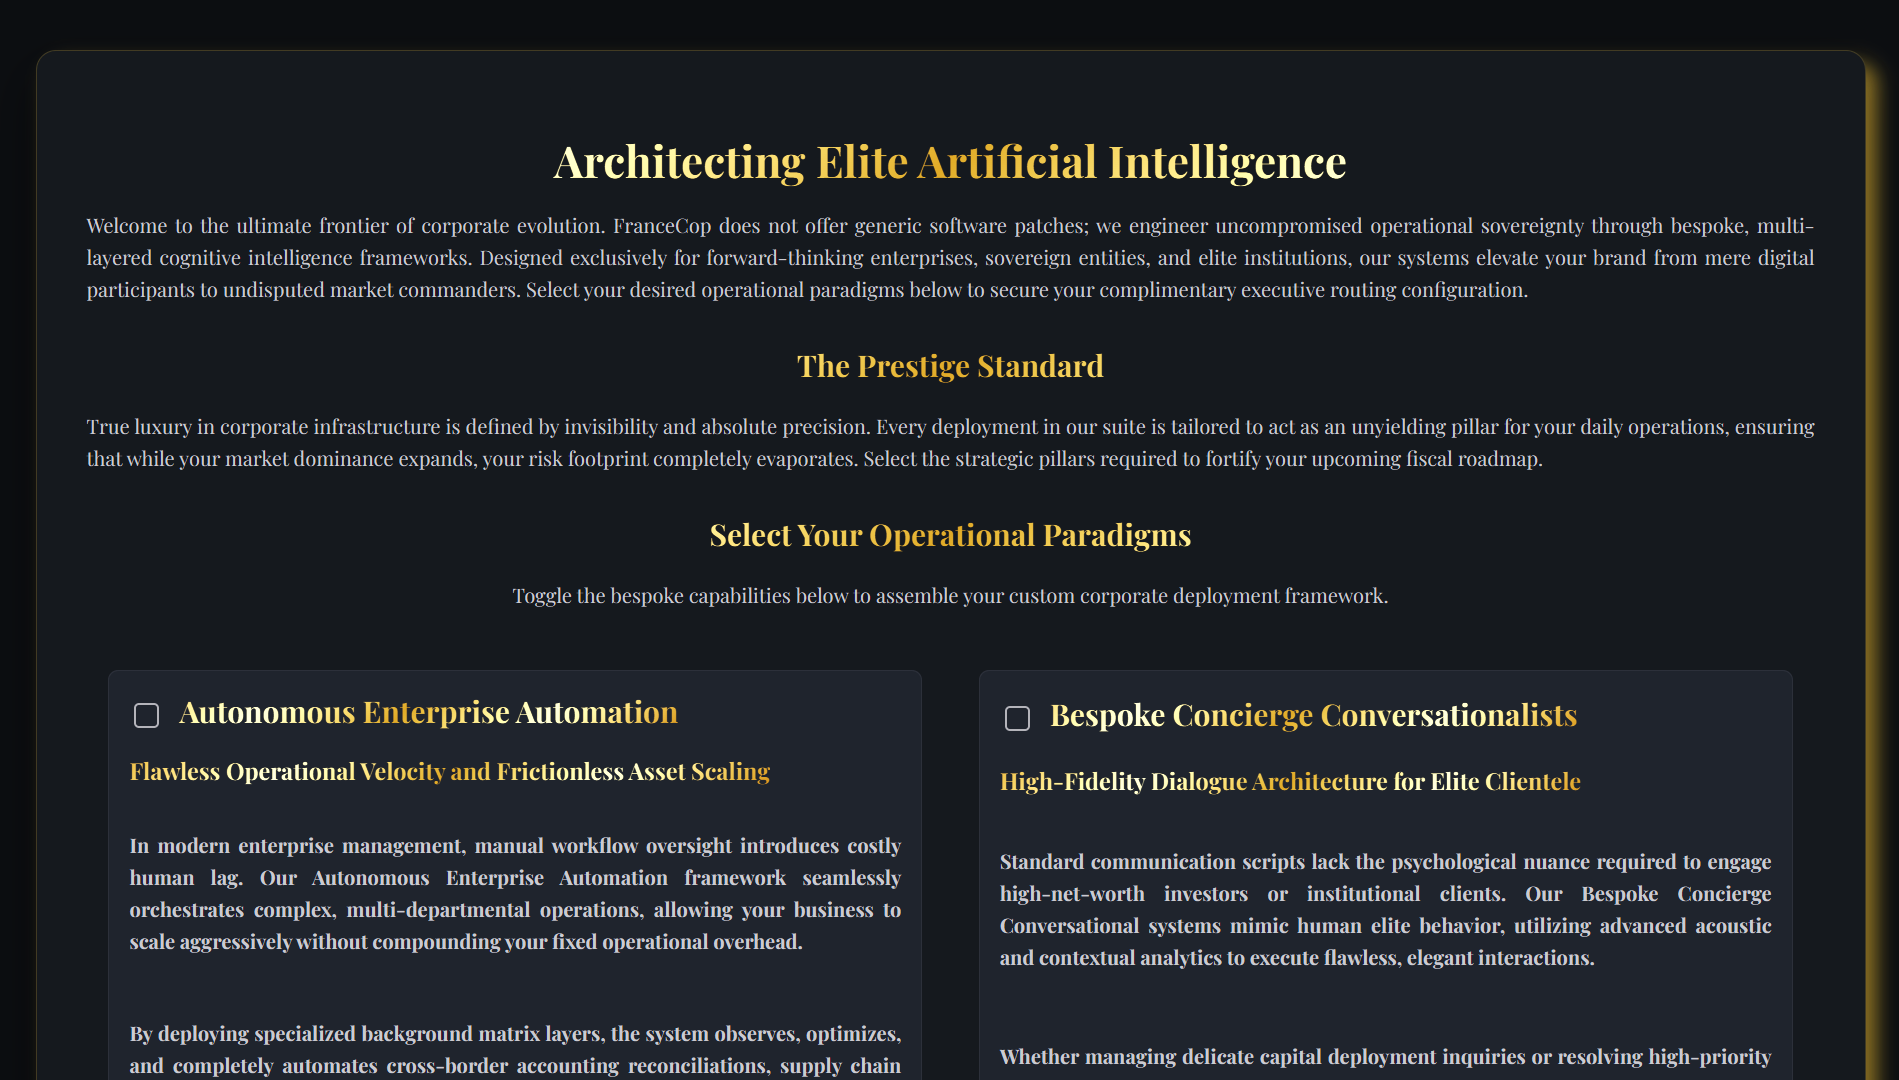 Architecting Elite Artificial Intelligence
Welcome to the ultimate frontier of corporate evolution. FranceCop does not offer generic software patches; we engineer uncompromised operational sovereignty through bespoke, multi-
layered cognitive intelligence frameworks. Designed exclusively for forward-thinking enterprises, sovereign entities, and elite institutions, our systems elevate your brand from mere digital
participants to undisputed market commanders. Select your desired operational paradigms below to secure your complimentary executive routing configuration.
The Prestige Standard
True luxury in corporate infrastructure is defined by invisibility and absolute precision. Every deployment in our suite is tailored to act as an unyielding pillar for your daily operations, ensuring
that while your market dominance expands, your risk footprint completely evaporates. Select the strategic pillars required to fortify your upcoming fiscal roadmap.
Select Your Operational Paradigms
Toggle the bespoke capabilities below to assemble your custom corporate deployment framework.
Autonomous Enterprise Automation
Flawless Operational Velocity and Frictionless Asset Scaling
In modern enterprise management, manual workflow oversight introduces costly
human lag. Our Autonomous Enterprise Automation framework seamlessly
orchestrates complex, multi-departmental operations, allowing your business to
scale aggressively without compounding your fixed operational overhead.
By deploying specialized background matrix layers, the system observes, optimizes,
and completely automates cross-border accounting reconciliations, supply chain
Bespoke Concierge Conversationalists
High-Fidelity Dialogue Architecture for Elite Clientele
Standard communication scripts lack the psychological nuance required to engage
high-net-worth investors or institutional clients. Our Bespoke Concierge
Conversational systems mimic human elite behavior, utilizing advanced acoustic
and contextual analytics to execute flawless, elegant interactions.
Whether managing delicate capital deployment inquiries or resolving high-priority